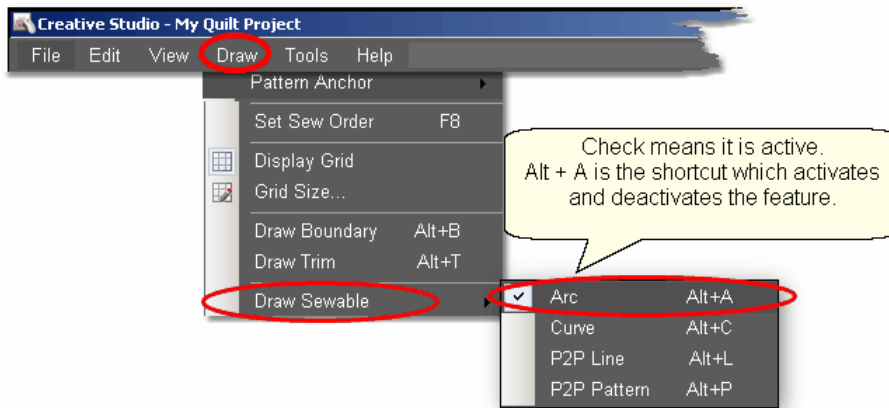 Creative Studio - My Quilt Project
File Edit View Draw Tools Help
Pattern Anchor
Set Sew Order F8
Display Grid
Grid Size...
Draw Boundary Alt+B
Draw Trim Alt+T
Draw Sewable
Check means it is active.
Alt + A is the shortcut which activates
and deactivates the feature.
Arc Alt+A
Curve Alt+C
P2P Line Alt+L
P2P Pattern Alt+P